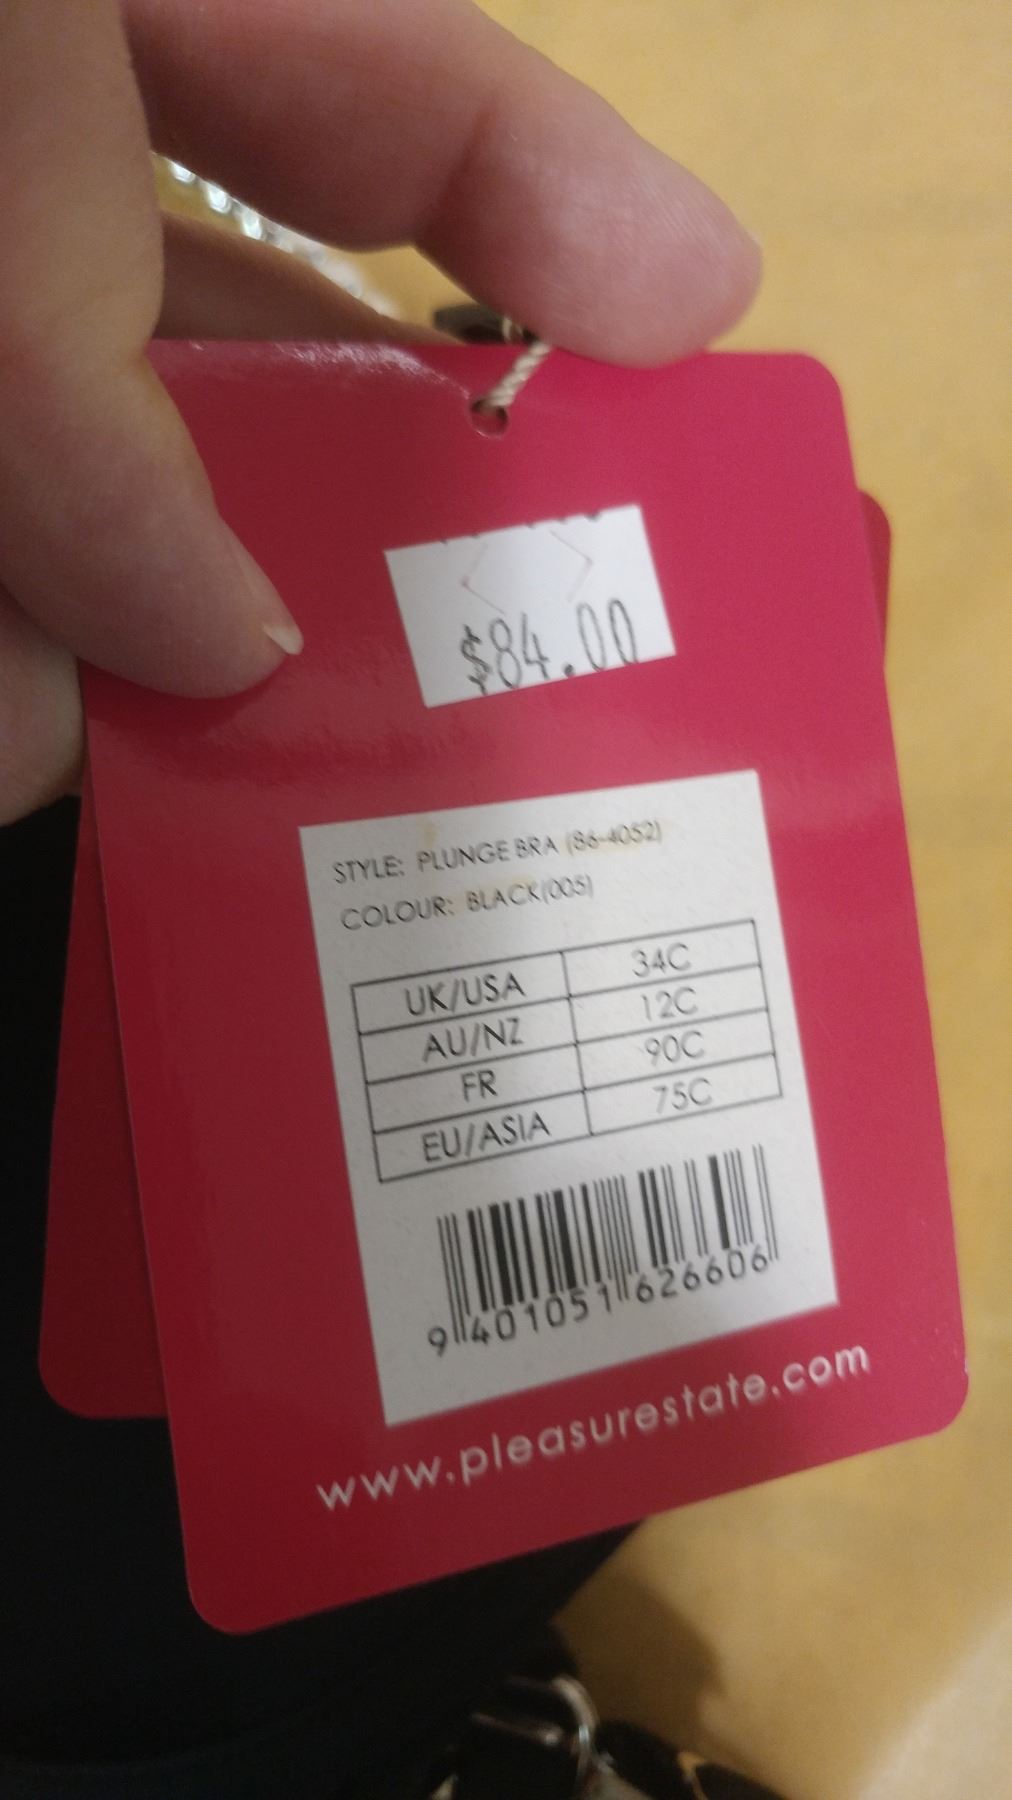 $84.00
STYLE: PLUNGE BRA (86-4052)
COLOUR: BLACK(005)
UK/USA 34C
AU/NZ 12C
FR 90C
EU/ASIA 75C
9 401051 626606
www.pleasurestate.com